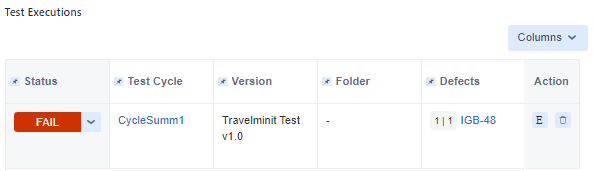 Test Executions
Columns
Status Test Cycle Version Folder Defects Action
FAIL CycleSumm1 Travelminit Test - 1 | 1 IGB-48 E
v1.0